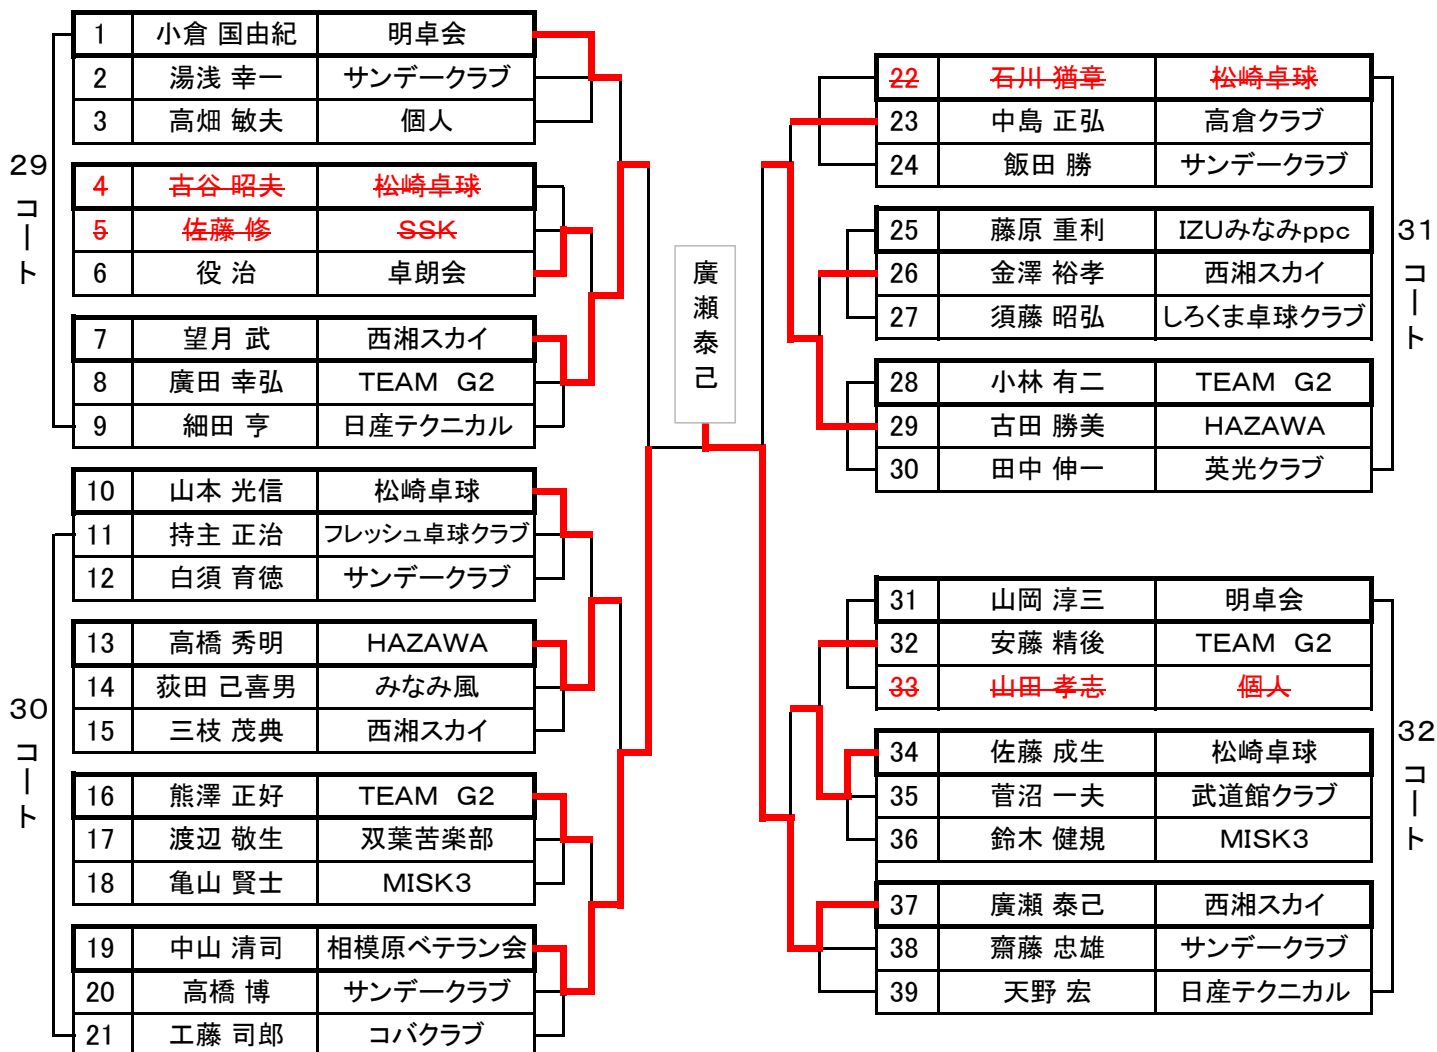 29コート
1 小倉 国由紀 明卓会
2 湯浅 幸一 サンデークラブ
3 高畑 敏夫 個人
4 古谷 昭夫 松崎卓球
5 佐藤 修 SSK
6 役 治 卓朗会
7 望月 武 西湘スカイ
8 廣田 幸弘 TEAM G2
9 細田 亨 日産テクニカル
30コート
10 山本 光信 松崎卓球
11 持主 正治 フレッシュ卓球クラブ
12 白須 育徳 サンデークラブ
13 高橋 秀明 HAZAWA
14 荻田 己喜男 みなみ風
15 三枝 茂典 西湘スカイ
16 熊澤 正好 TEAM G2
17 渡辺 敬生 双葉苦楽部
18 亀山 賢士 MISK3
19 中山 清司 相模原ベテラン会
20 高橋 博 サンデークラブ
21 工藤 司郎 コバクラブ
廣瀬泰己
31コート
22 石川 猶章 松崎卓球
23 中島 正弘 高倉クラブ
24 飯田 勝 サンデークラブ
25 藤原 重利 IZUみなみppc
26 金澤 裕孝 西湘スカイ
27 須藤 昭弘 しろくま卓球クラブ
28 小林 有二 TEAM G2
29 古田 勝美 HAZAWA
30 田中 伸一 英光クラブ
32コート
31 山岡 淳三 明卓会
32 安藤 精後 TEAM G2
33 山田 孝志 個人
34 佐藤 成生 松崎卓球
35 菅沼 一夫 武道館クラブ
36 鈴木 健規 MISK3
37 廣瀬 泰己 西湘スカイ
38 齋藤 忠雄 サンデークラブ
39 天野 宏 日産テクニカル